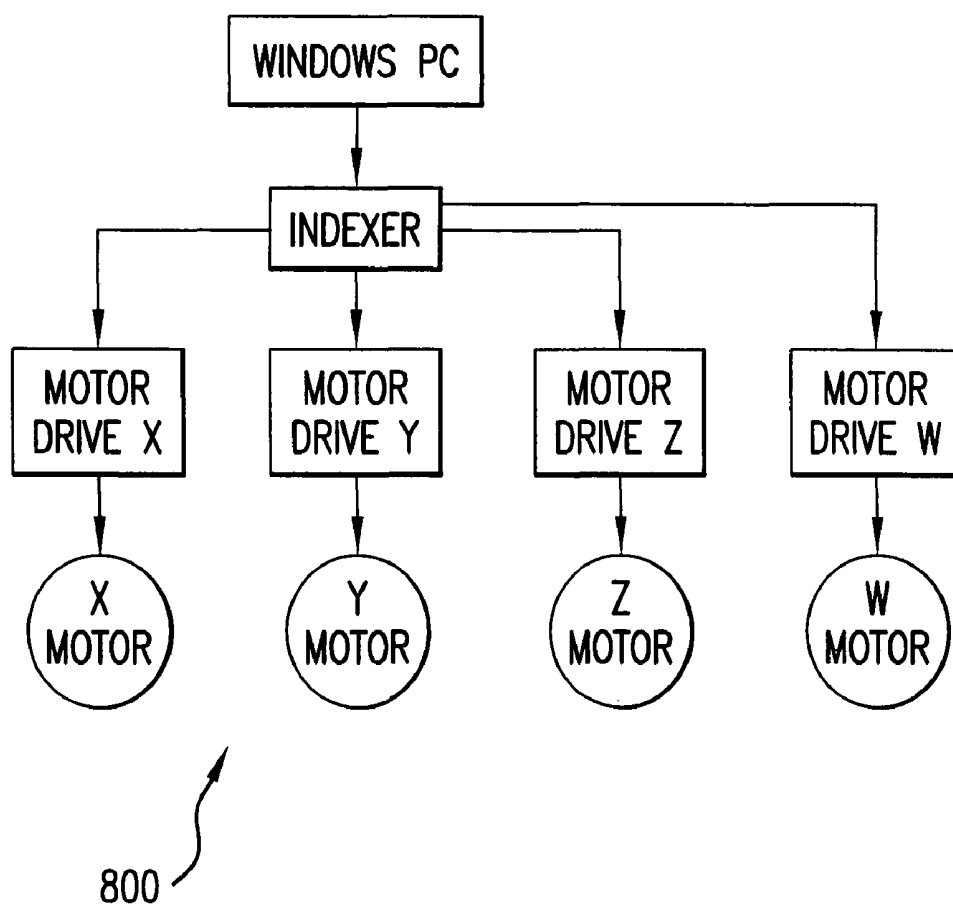 WINDOWS PC
INDEXER
MOTOR
DRIVE X
MOTOR
DRIVE Y
MOTOR
DRIVE Z
MOTOR
DRIVE W
X
MOTOR
Y
MOTOR
Z
MOTOR
W
MOTOR
800